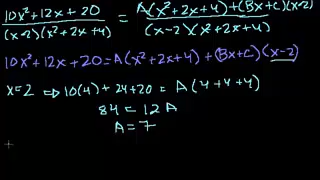 10x²+12x+20 / (x-2)(x²+2x+4) = A(x²+2x+4)+(Bx+C)(x-2) / (x-2)(x²+2x+4)
10x²+12x+20 = A(x²+2x+4)+(Bx+C)(x-2)
x=2 ⇒ 10(4)+24+20 = A(4+4+4)
84 = 12A
A=7